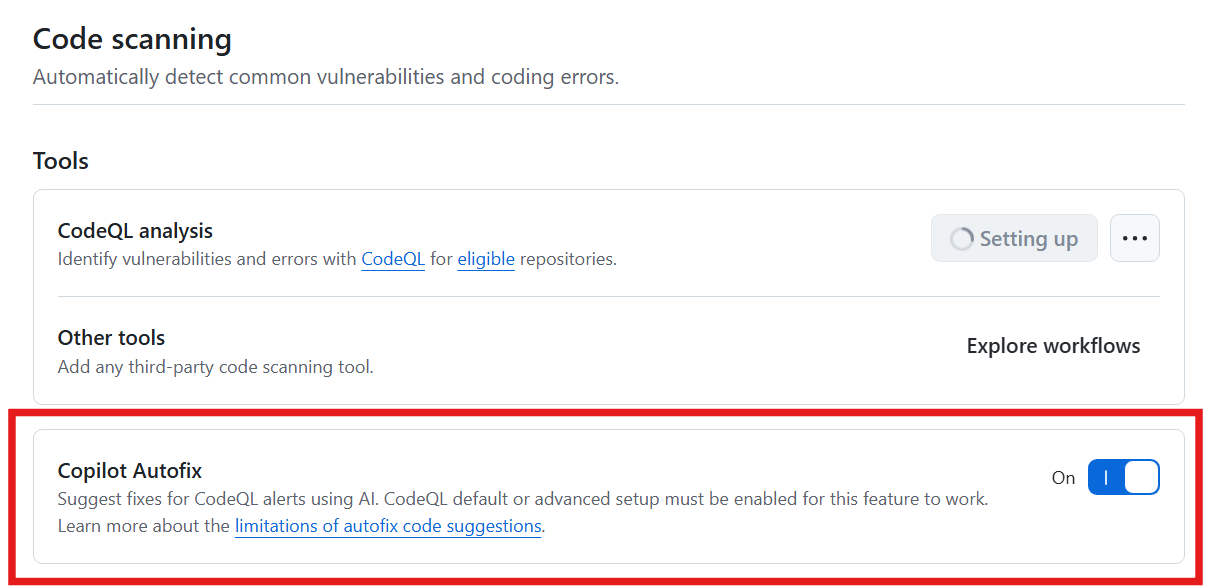 Code scanning
Automatically detect common vulnerabilities and coding errors.
Tools
CodeQL analysis
Identify vulnerabilities and errors with CodeQL for eligible repositories.
Setting up
Other tools
Add any third-party code scanning tool.
Explore workflows
Copilot Autofix
Suggest fixes for CodeQL alerts using AI. CodeQL default or advanced setup must be enabled for this feature to work.
Learn more about the limitations of autofix code suggestions.
On